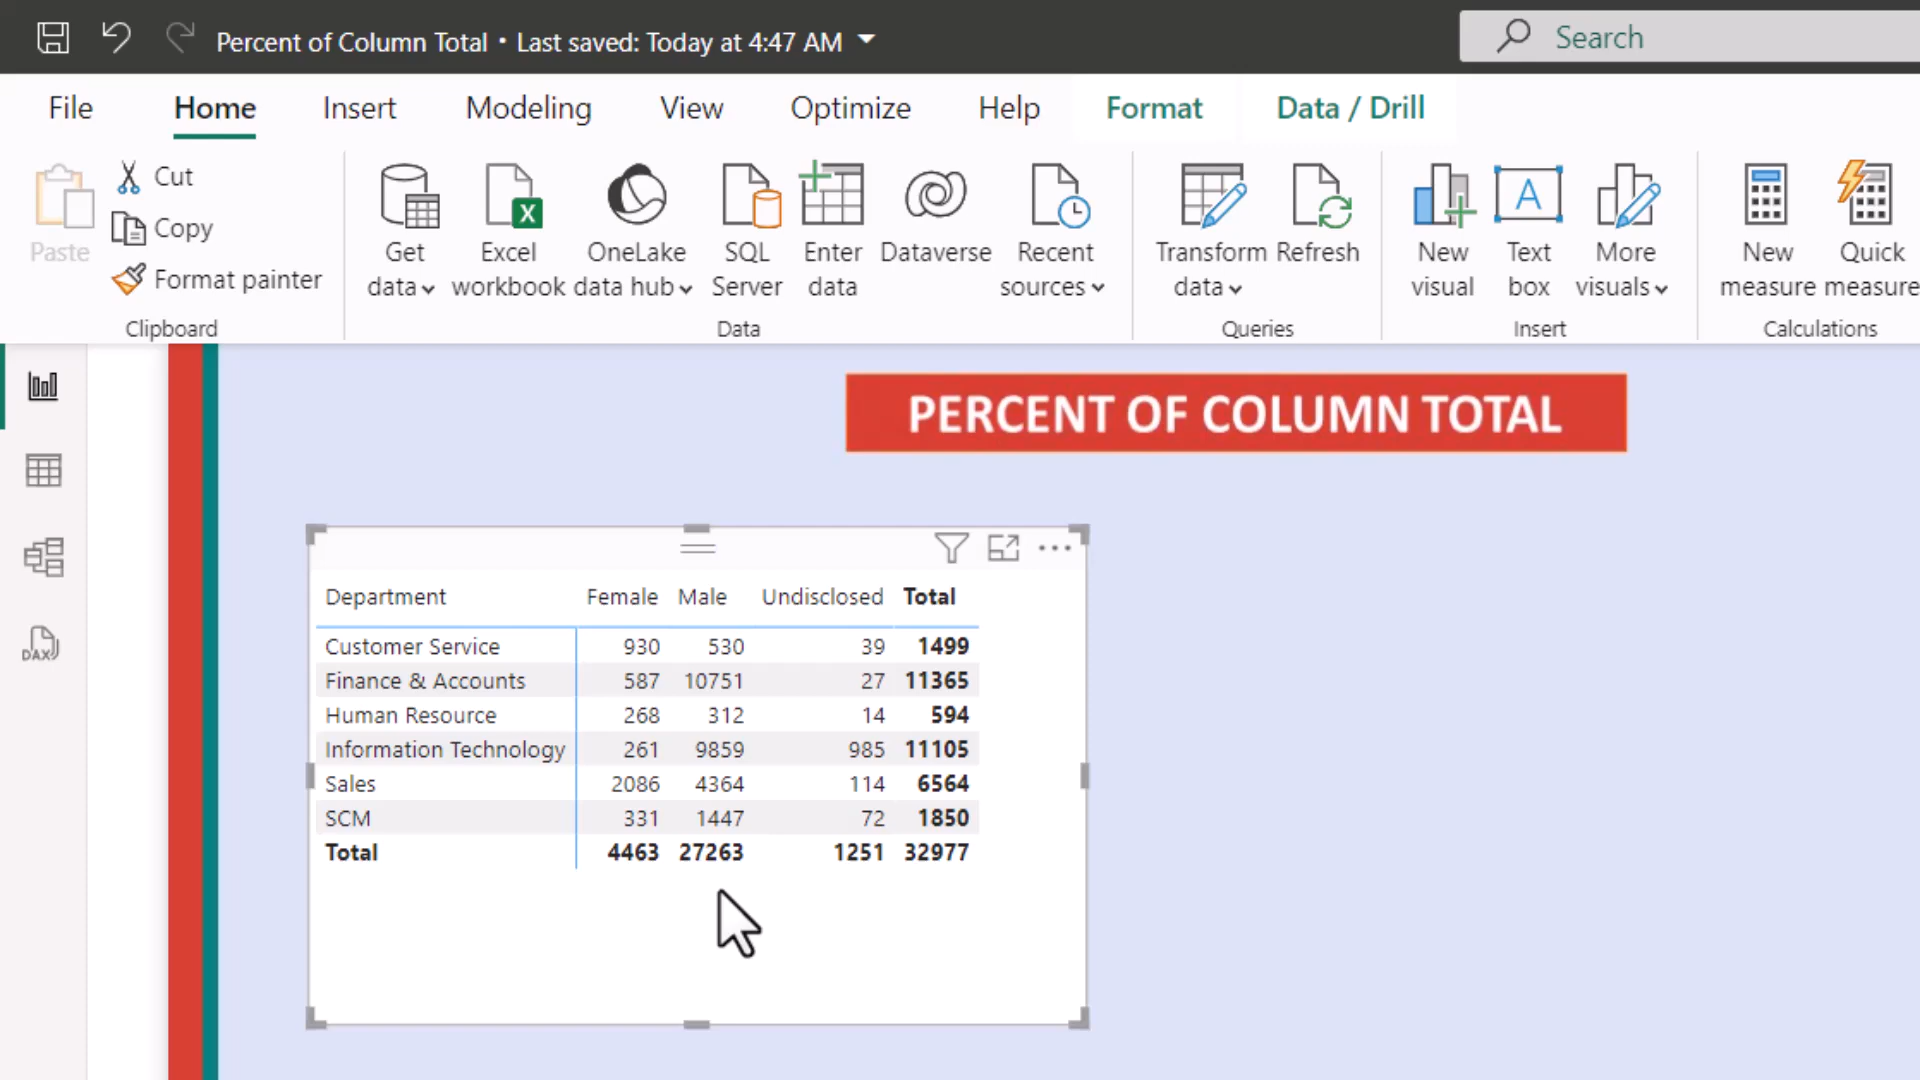 Percent of Column Total • Last saved: Today at 4:47 AM
Search
File Home Insert Modeling View Optimize Help Format Data / Drill
Paste
Cut
Copy
Format painter
Clipboard
Get data
Excel workbook
OneLake data hub
SQL Server
Enter data
Dataverse
Recent sources
Data
Transform data
Refresh
Queries
New visual
Text box
More visuals
Insert
New measure
Quick measure
Calculations
DAX
PERCENT OF COLUMN TOTAL
Department Female Male Undisclosed Total
Customer Service 930 530 39 1499
Finance & Accounts 587 10751 27 11365
Human Resource 268 312 14 594
Information Technology 261 9859 985 11105
Sales 2086 4364 114 6564
SCM 331 1447 72 1850
Total 4463 27263 1251 32977